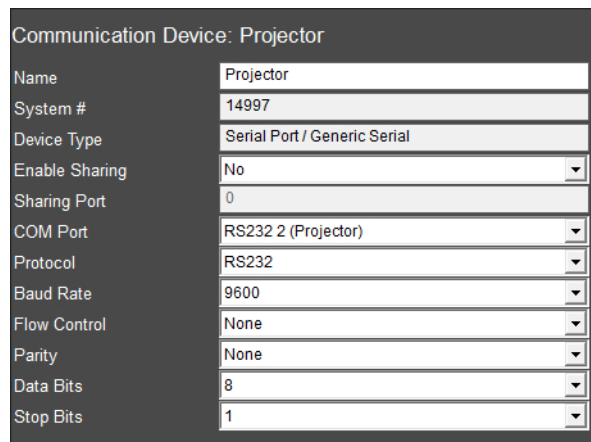 Communication Device: Projector
Name Projector
System # 14997
Device Type Serial Port / Generic Serial
Enable Sharing No
Sharing Port 0
COM Port RS232 2 (Projector)
Protocol RS232
Baud Rate 9600
Flow Control None
Parity None
Data Bits 8
Stop Bits 1